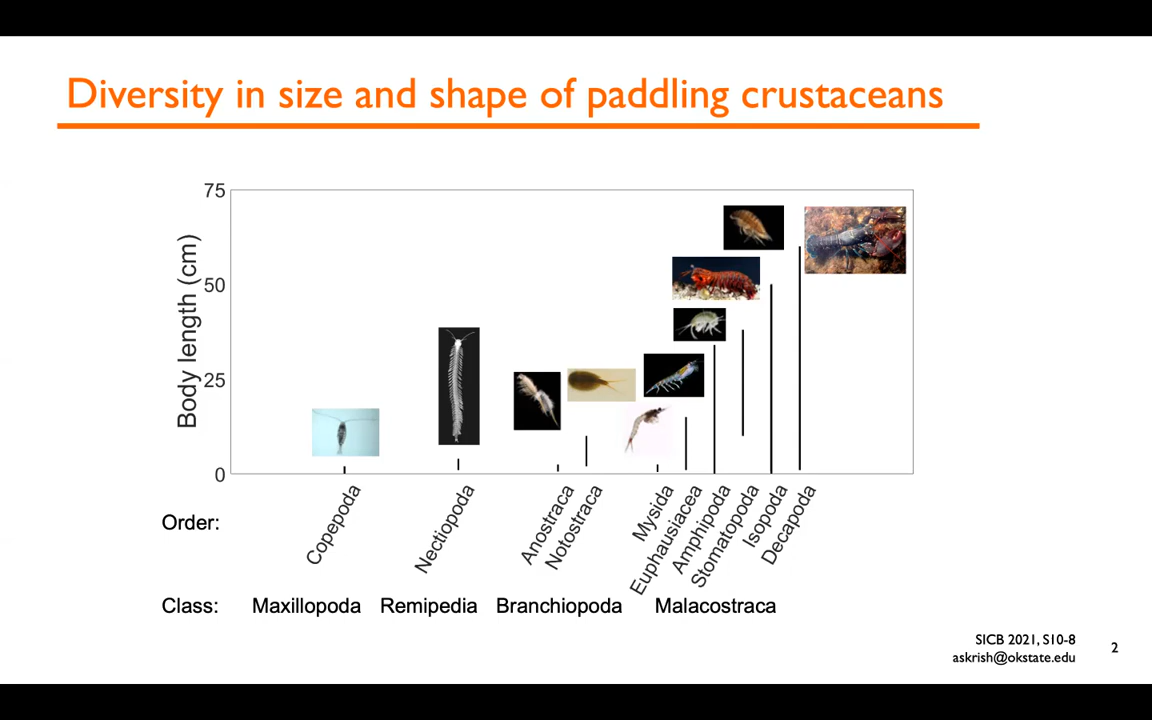 Diversity in size and shape of paddling crustaceans
75
50
25
0
Body length (cm)
Order:
Copepoda
Nectiopoda
Anostraca
Notostraca
Mysida
Euphausiacea
Amphipoda
Stomatopoda
Isopoda
Decapoda
Class: Maxillopoda Remipedia Branchiopoda Malacostraca
SICB 2021, S10-8
askrish@okstate.edu
2